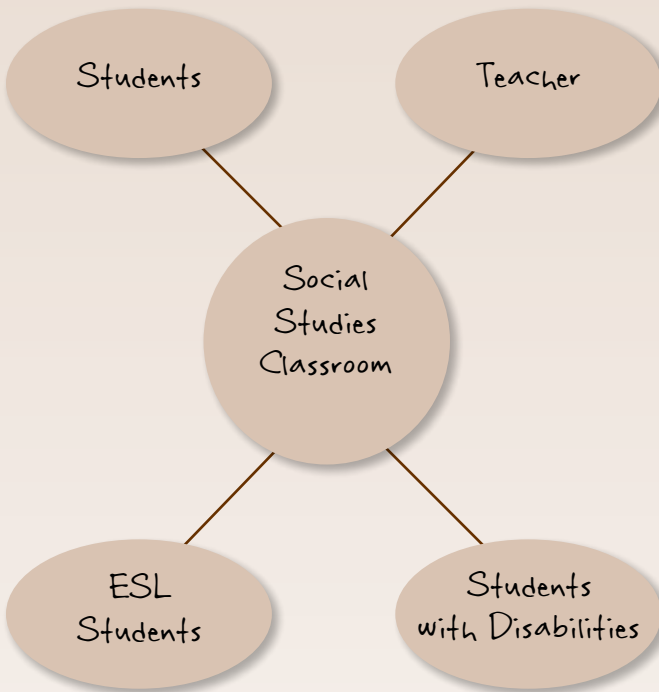 Students
Teacher
Social
Studies
Classroom
ESL
Students
Students
with Disabilities